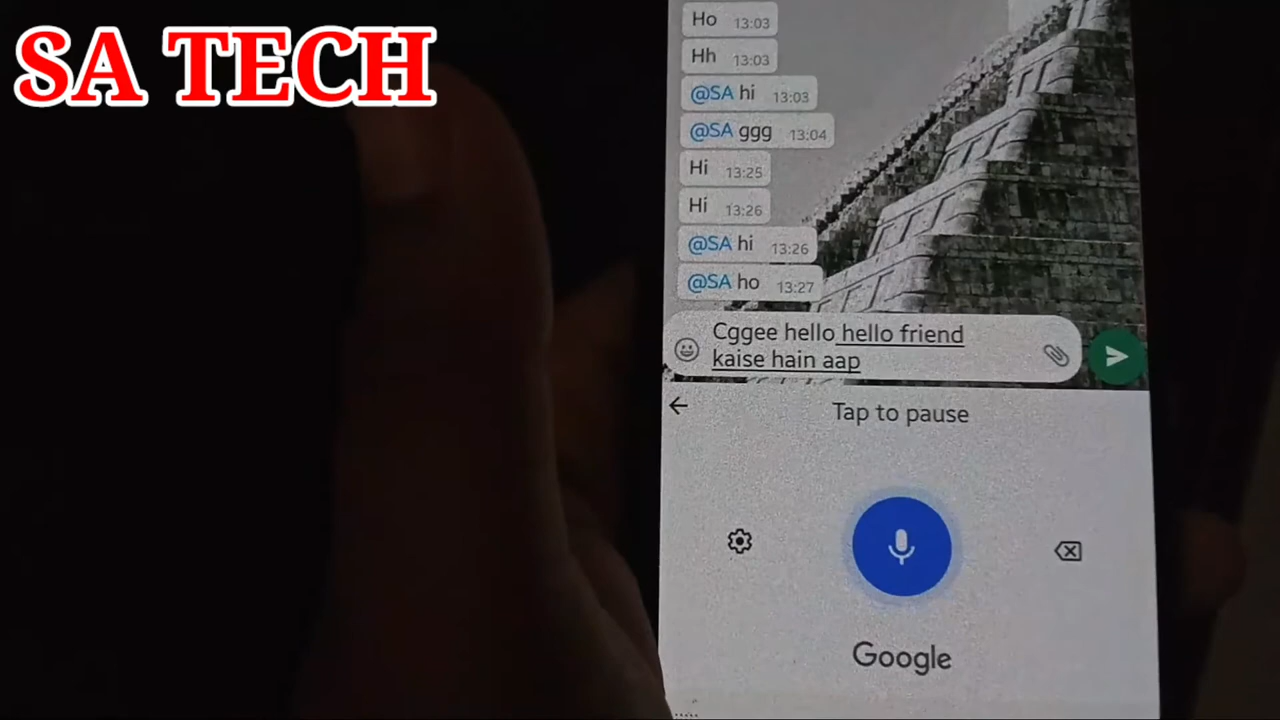 SA TECH
Ho 13:03
Hh 13:03
@SA hi 13:03
@SA ggg 13:04
Hi 13:25
Hi 13:26
@SA hi 13:26
@SA ho 13:27
Cggee hello hello friend
kaise hain aap
Tap to pause
Google